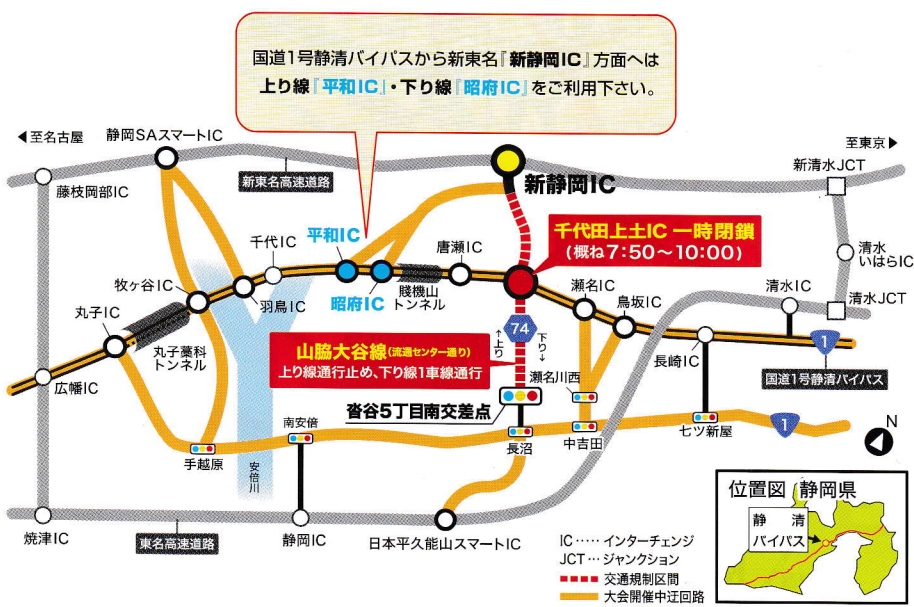 国道1号静清バイパスから新東名『新静岡IC』方面へは
上り線『平和IC』・下り線『昭府IC』をご利用下さい。
◀至名古屋
静岡SAスマートIC
至東京▶
新清水JCT
藤枝岡部IC
新東名高速道路
新静岡IC
千代田上土IC 一時閉鎖
(概ね7:50〜10:00)
清水
いはらIC
平和IC
千代IC
唐瀬IC
牧ヶ谷IC
羽鳥IC
昭府IC
賤機山
トンネル
瀬名IC
鳥坂IC
清水IC
清水JCT
丸子IC
丸子藁科
トンネル
74
←上り
下り→
山脇大谷線(流通センター通り)
上り線通行止め、下り線1車線通行
長崎IC
1
国道1号静清バイパス
広幡IC
瀬名川西
沓谷5丁目南交差点
南安倍
手越原
安倍川
長沼
中吉田
七ツ新屋
1
N
焼津IC
東名高速道路
静岡IC
日本平久能山スマートIC
IC‥‥‥インターチェンジ
JCT…ジャンクション
交通規制区間
大会開催中迂回路
位置図 静岡県
静 清
バイパス